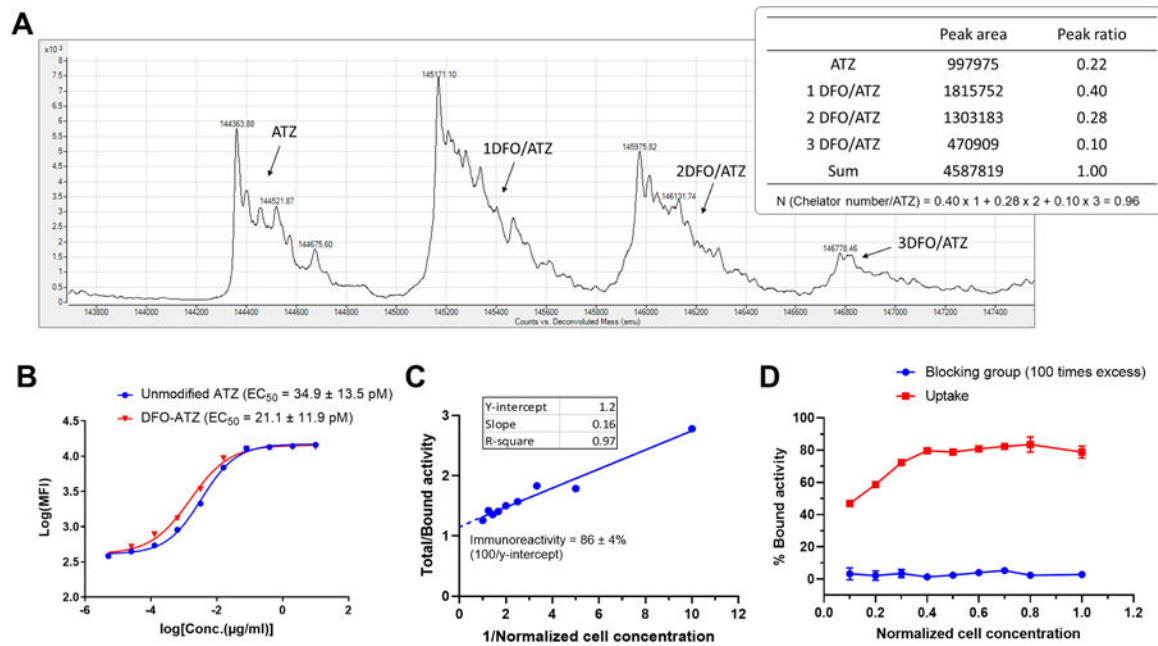 A
x10³
8
7.5
7
6.5
6
5.5
5
4.5
4
3.5
3
2.5
2
1.5
1
0.5
0
144363.88
ATZ
144521.87
144675.60
145171.10
1DFO/ATZ
145975.82
146131.74
2DFO/ATZ
146778.46
3DFO/ATZ
143800 144000 144200 144400 144600 144800 145000 145200 145400 145600 145800 146000 146200 146400 146600 146800 147000 147200 147400
Counts vs. Deconvoluted Mass (amu)
Peak area Peak ratio
ATZ 997975 0.22
1 DFO/ATZ 1815752 0.40
2 DFO/ATZ 1303183 0.28
3 DFO/ATZ 470909 0.10
Sum 4587819 1.00
N (Chelator number/ATZ) = 0.40 x 1 + 0.28 x 2 + 0.10 x 3 = 0.96
B
Unmodified ATZ (EC₅₀ = 34.9 ± 13.5 pM)
DFO-ATZ (EC₅₀ = 21.1 ± 11.9 pM)
4.5
4.0
3.5
3.0
2.5
2.0
Log(MFI)
-6 -4 -2 0 2
log[Conc.(µg/ml)]
C
Y-intercept 1.2
Slope 0.16
R-square 0.97
3
2
1
0
Total/Bound activity
Immunoreactivity = 86 ± 4%
(100/y-intercept)
0 2 4 6 8 10 12
1/Normalized cell concentration
D
Blocking group (100 times excess)
Uptake
100
80
60
40
20
0
% Bound activity
0.0 0.2 0.4 0.6 0.8 1.0
Normalized cell concentration